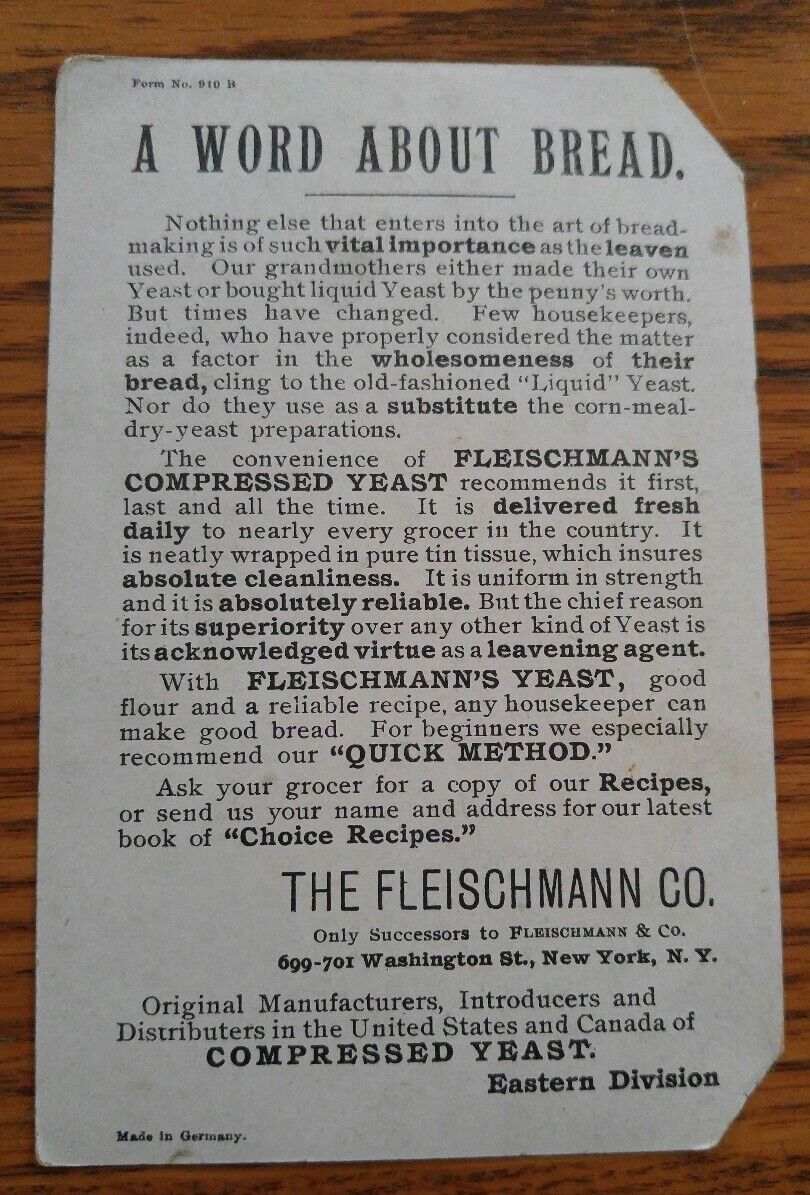 Form No. 910 B
A WORD ABOUT BREAD.
Nothing else that enters into the art of bread-
making is of such vital importance as the leaven
used. Our grandmothers either made their own
Yeast or bought liquid Yeast by the penny's worth.
But times have changed. Few housekeepers,
indeed, who have properly considered the matter
as a factor in the wholesomeness of their
bread, cling to the old-fashioned "Liquid" Yeast.
Nor do they use as a substitute the corn-meal-
dry-yeast preparations.
The convenience of FLEISCHMANN'S
COMPRESSED YEAST recommends it first,
last and all the time. It is delivered fresh
daily to nearly every grocer in the country. It
is neatly wrapped in pure tin tissue, which insures
absolute cleanliness. It is uniform in strength
and it is absolutely reliable. But the chief reason
for its superiority over any other kind of Yeast is
its acknowledged virtue as a leavening agent.
With FLEISCHMANN'S YEAST, good
flour and a reliable recipe, any housekeeper can
make good bread. For beginners we especially
recommend our "QUICK METHOD."
Ask your grocer for a copy of our Recipes,
or send us your name and address for our latest
book of "Choice Recipes."
THE FLEISCHMANN CO.
Only Successors to FLEISCHMANN & Co.
699-701 Washington St., New York, N. Y.
Original Manufacturers, Introducers and
Distributers in the United States and Canada of
COMPRESSED YEAST.
Eastern Division
Made in Germany.